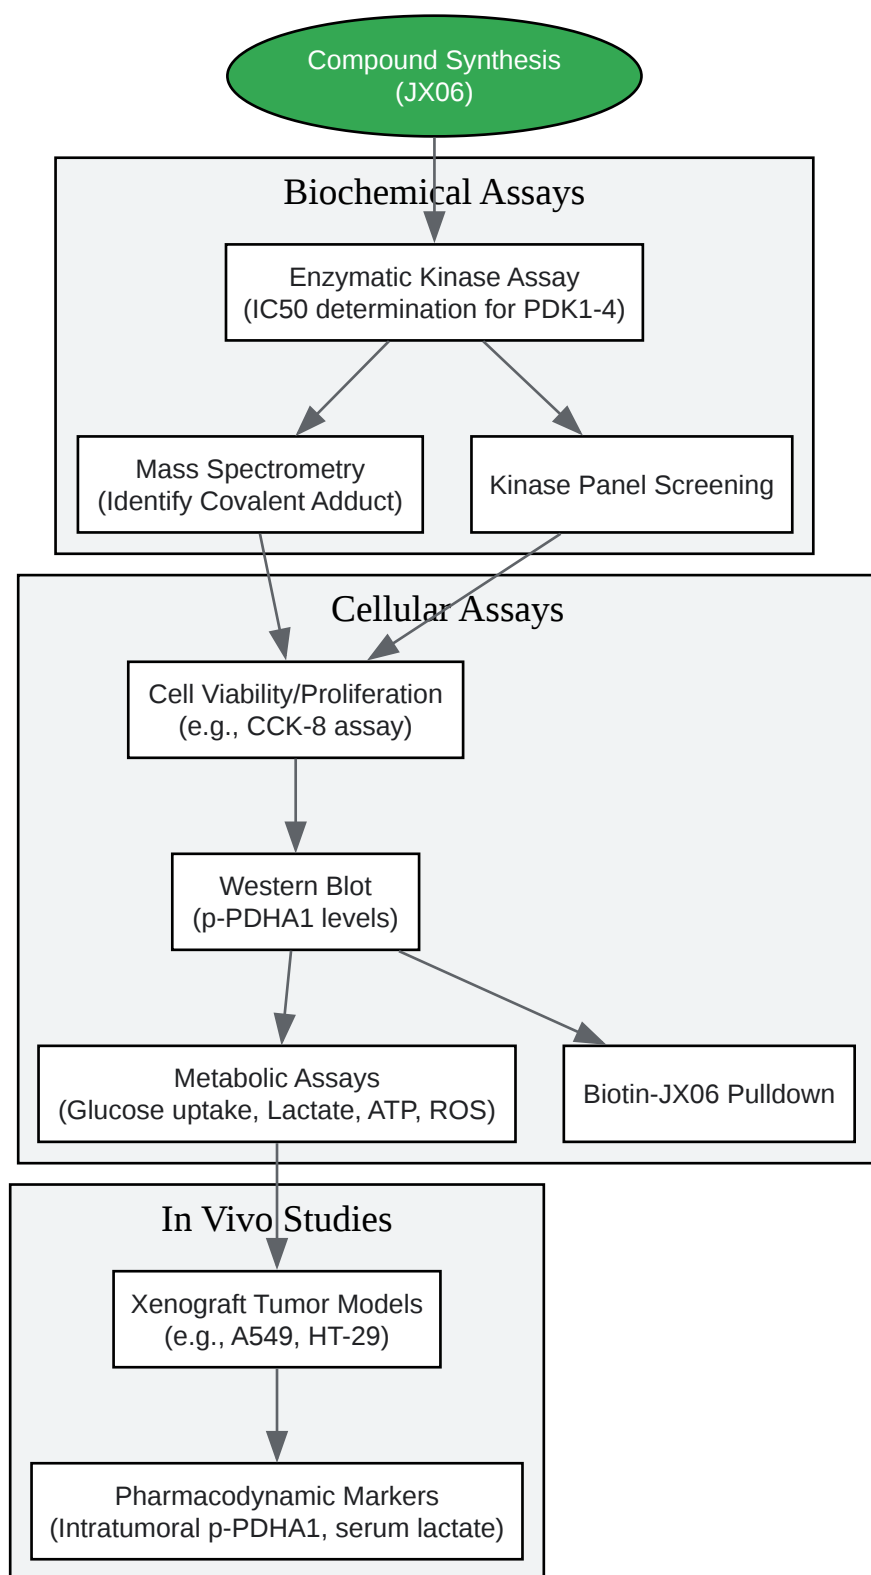 Compound Synthesis
(JX06)
Biochemical Assays
Enzymatic Kinase Assay
(IC50 determination for PDK1-4)
Mass Spectrometry
(Identify Covalent Adduct)
Kinase Panel Screening
Cellular Assays
Cell Viability/Proliferation
(e.g., CCK-8 assay)
Western Blot
(p-PDHA1 levels)
Metabolic Assays
(Glucose uptake, Lactate, ATP, ROS)
Biotin-JX06 Pulldown
In Vivo Studies
Xenograft Tumor Models
(e.g., A549, HT-29)
Pharmacodynamic Markers
(Intratumoral p-PDHA1, serum lactate)